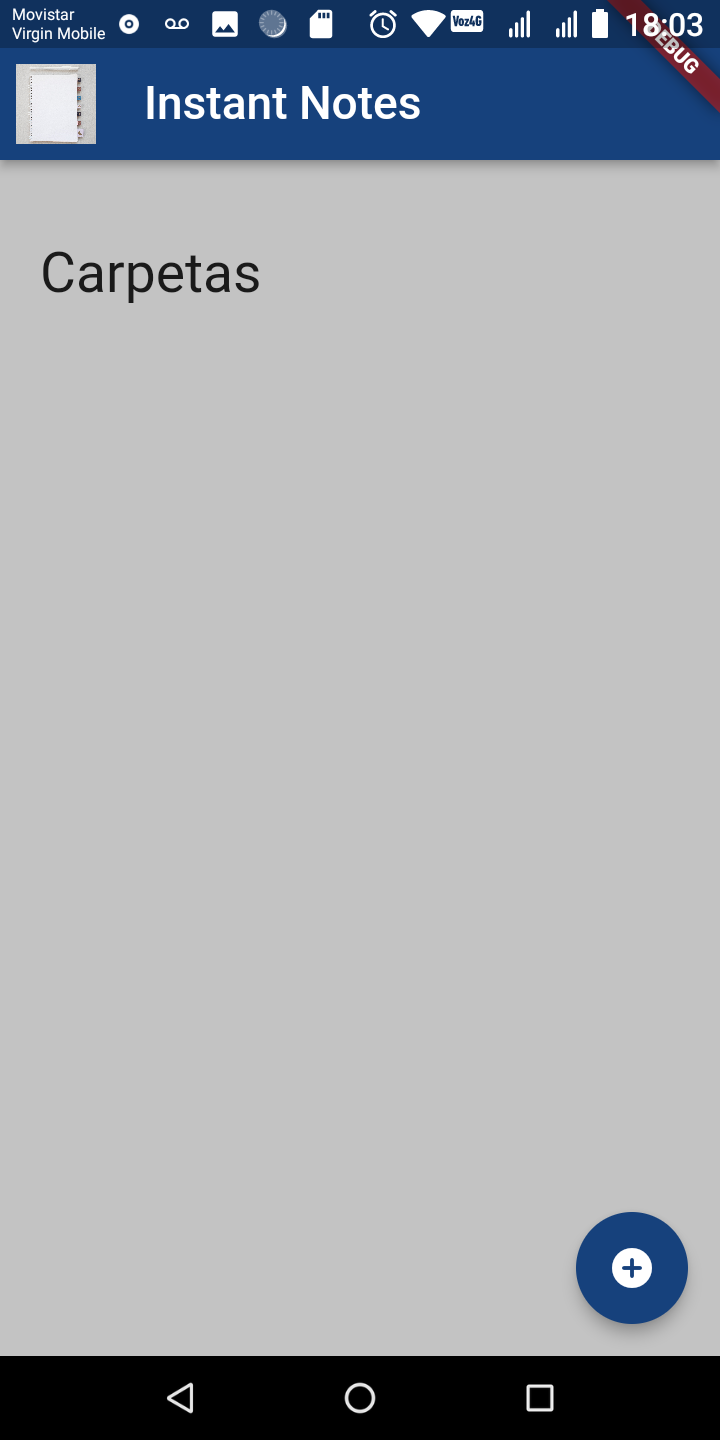 Movistar
Virgin Mobile
Voz4G
18:03
DEBUG
Instant Notes
Carpetas